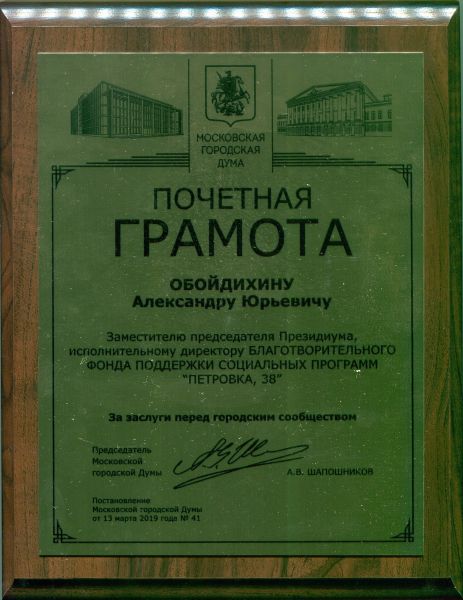 МОСКОВСКАЯ
ГОРОДСКАЯ
ДУМА
ПОЧЕТНАЯ
ГРАМОТА
ОБОЙДИХИНУ
Александру Юрьевичу
Заместителю председателя Президиума,
исполнительному директору БЛАГОТВОРИТЕЛЬНОГО
ФОНДА ПОДДЕРЖКИ СОЦИАЛЬНЫХ ПРОГРАММ
"ПЕТРОВКА, 38"
За заслуги перед городским сообществом
Председатель
Московской
городской Думы
А.В. ШАПОШНИКОВ
Постановление
Московской городской Думы
от 13 марта 2019 года № 41